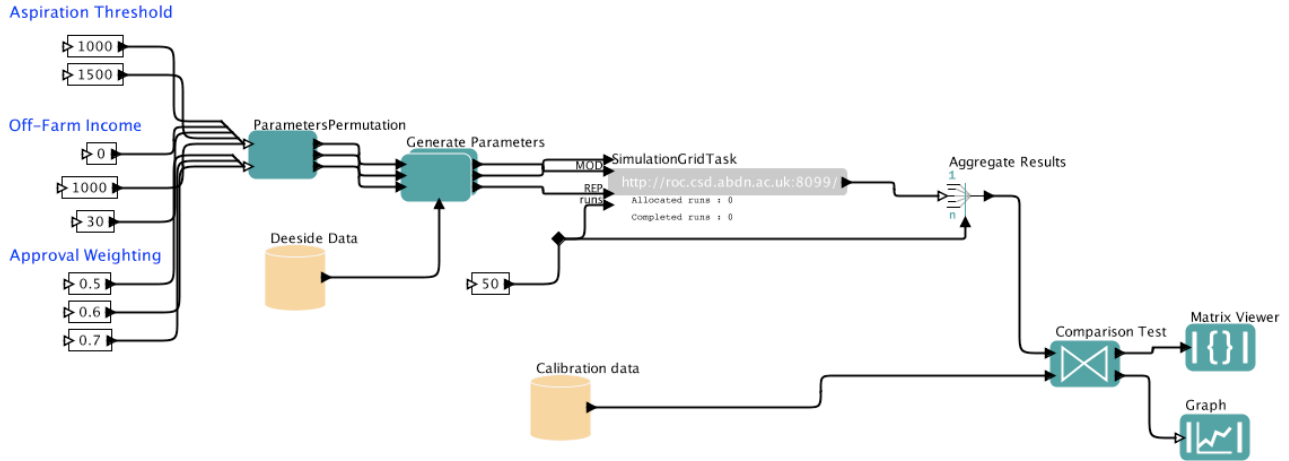 Aspiration Threshold
1000
1500
Off-Farm Income
0
1000
30
Approval Weighting
0.5
0.6
0.7
ParametersPermutation
Generate Parameters
Deeside Data
50
SimulationGridTask
MOD
http://roc.csd.abdn.ac.uk:8099/
REP
runs
Allocated runs : 0
Completed runs : 0
Aggregate Results
1
n
Calibration data
Comparison Test
Matrix Viewer
{}
Graph